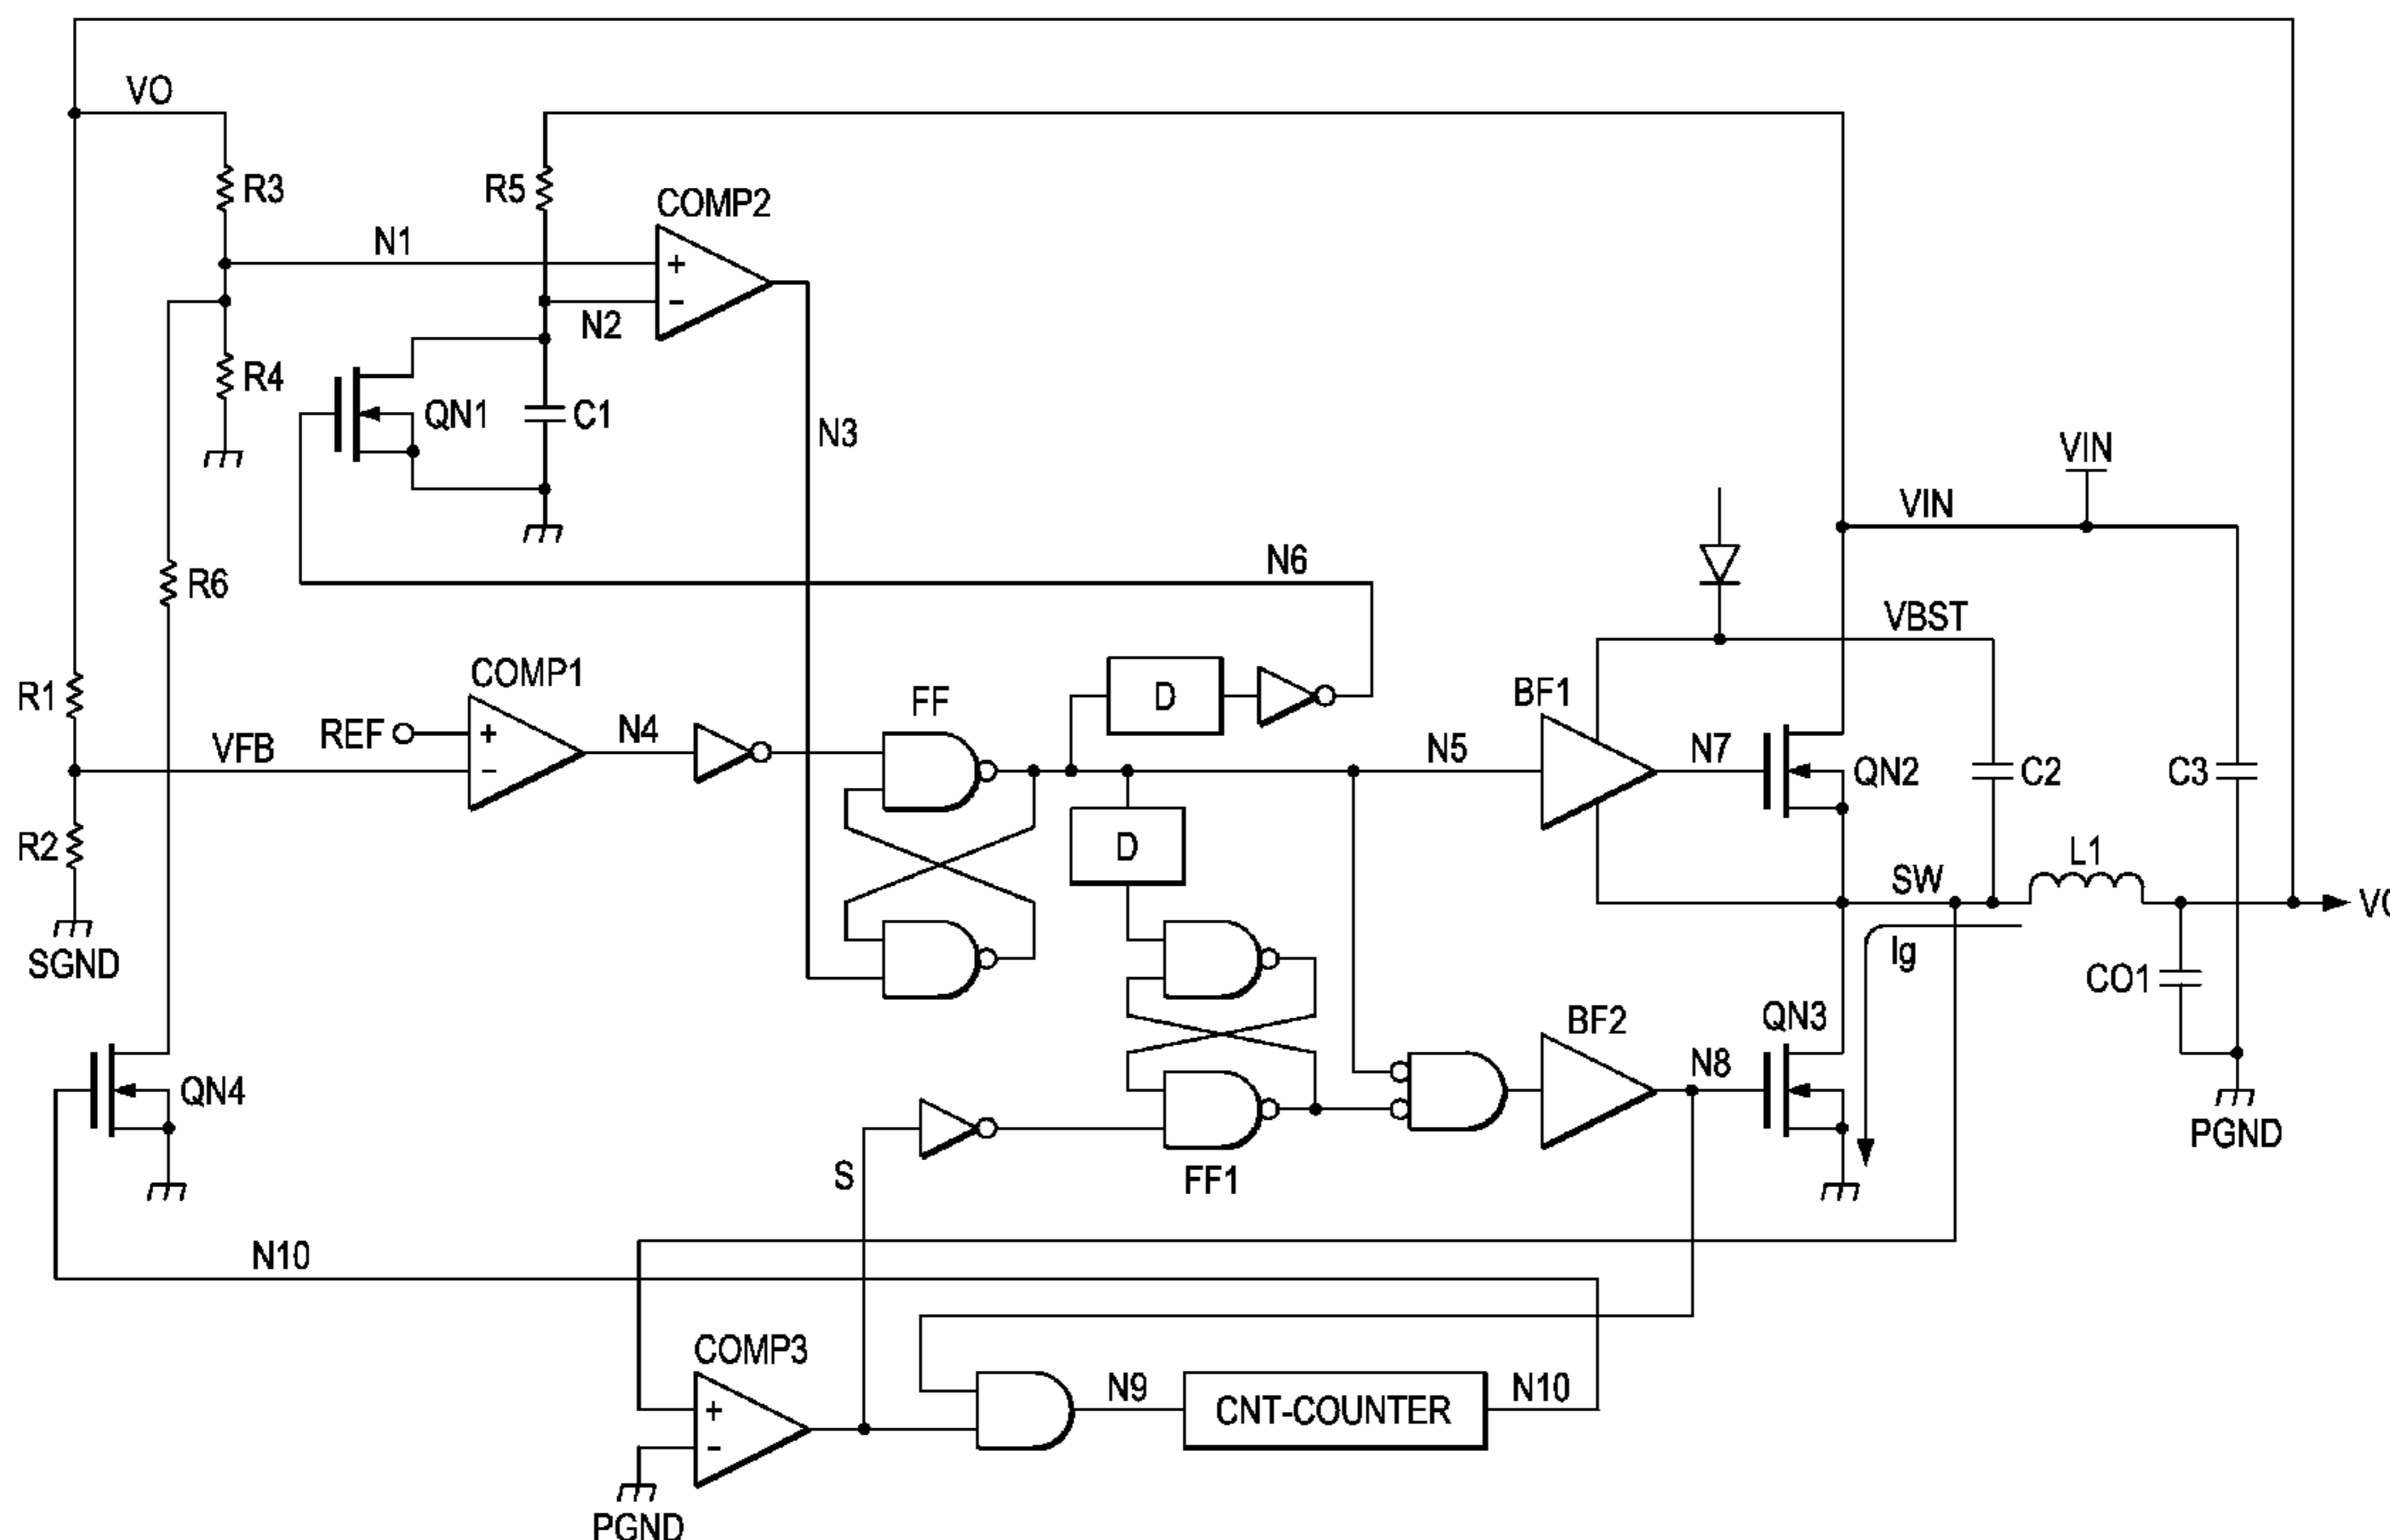 VO
R3
R5
COMP2
N1
+
-
N2
R4
QN1
C1
N3
VIN
VIN
N6
R6
VBST
COMP1
FF
D
BF1
R1
REF
+
N4
VFB
-
N5
N7
QN2
C2
C3
R2
D
L1
SW
SGND
Ig
CO1
QN3
BF2
N8
QN4
PGND
S
FF1
N10
COMP3
N9
CNT-COUNTER
N10
+
-
PGND